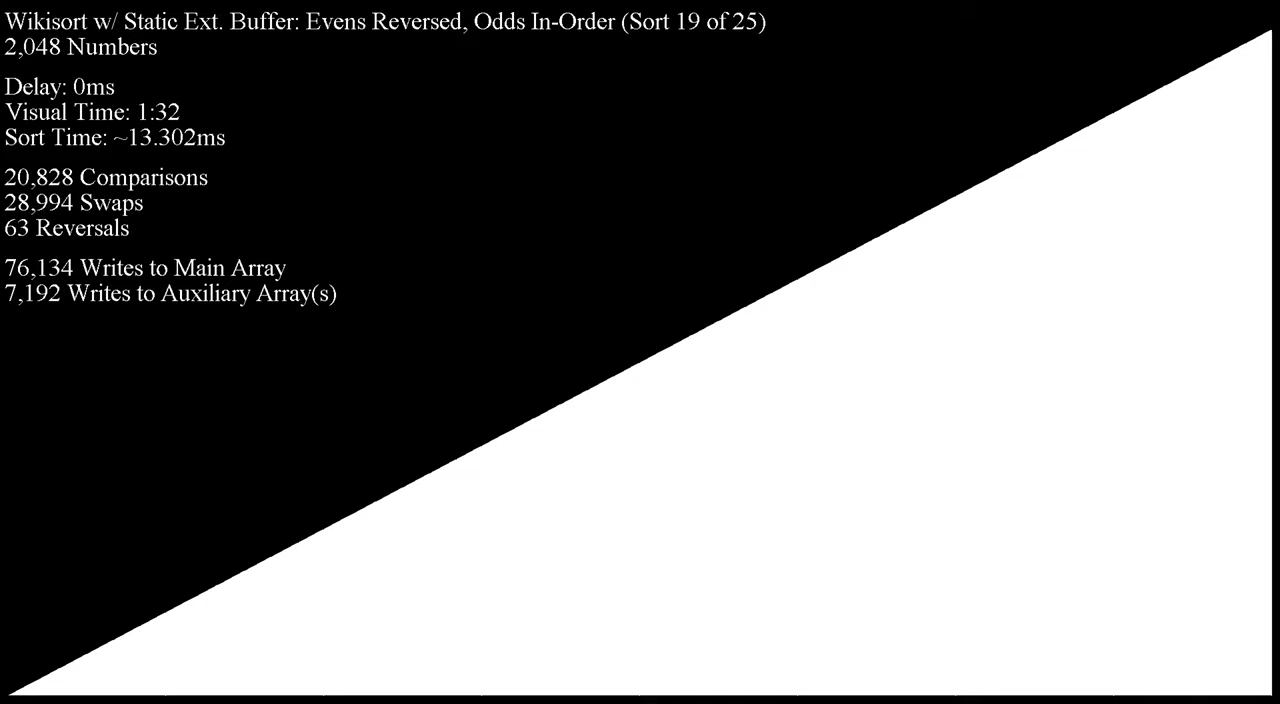 Wikisort w/ Static Ext. Buffer: Evens Reversed, Odds In-Order (Sort 19 of 25)
2,048 Numbers
Delay: 0ms
Visual Time: 1:32
Sort Time: ~13.302ms
20,828 Comparisons
28,994 Swaps
63 Reversals
76,134 Writes to Main Array
7,192 Writes to Auxiliary Array(s)